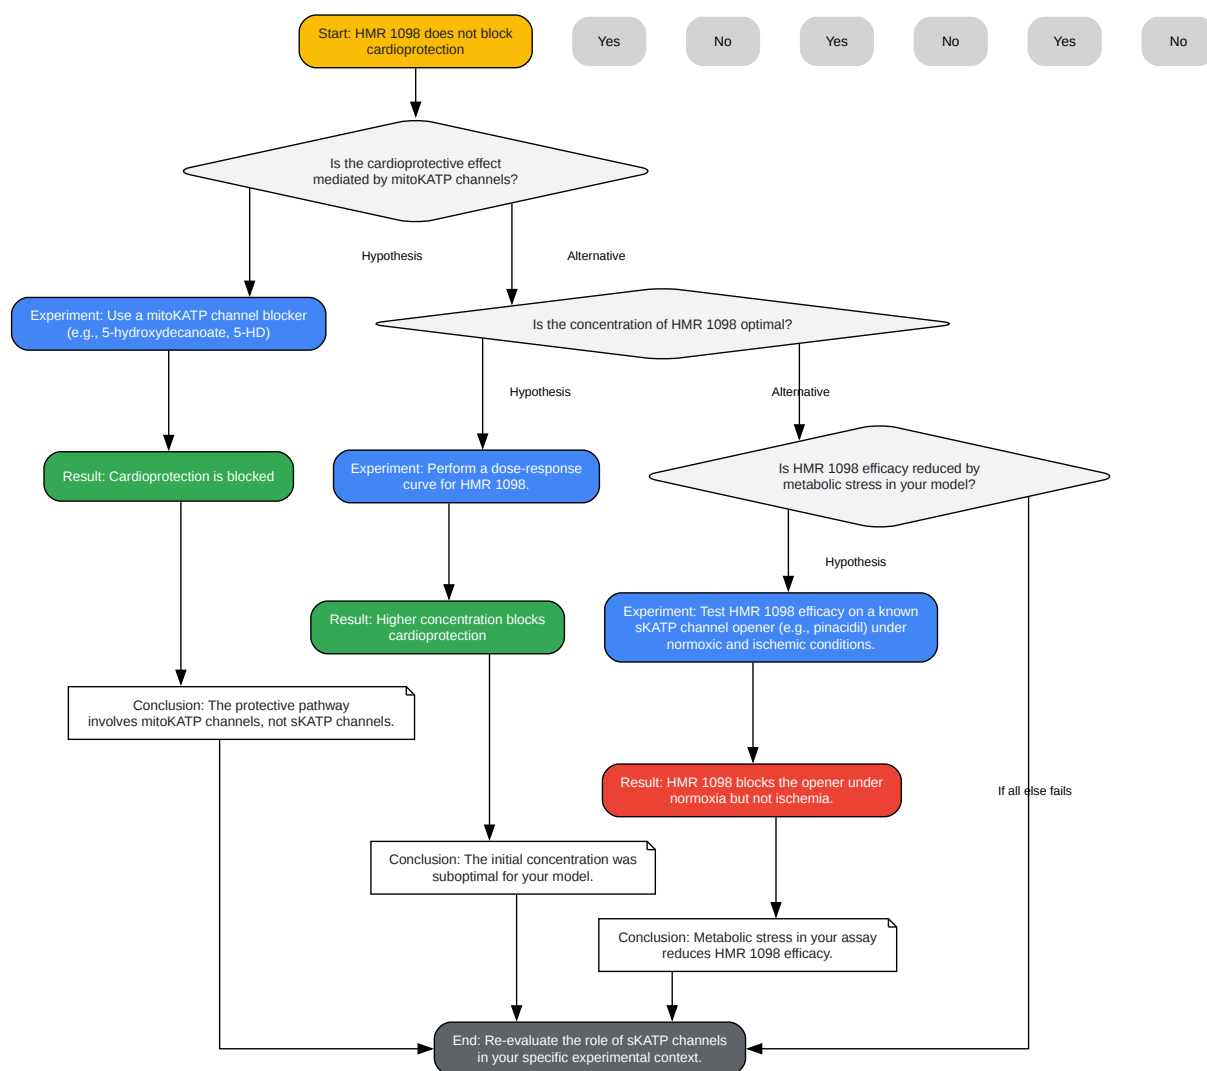 Start: HMR 1098 does not block
cardioprotection
Yes
No
Yes
No
Yes
No
Is the cardioprotective effect
mediated by mitoKATP channels?
Hypothesis
Alternative
Experiment: Use a mitoKATP channel blocker
(e.g., 5-hydroxydecanoate, 5-HD)
Is the concentration of HMR 1098 optimal?
Hypothesis
Alternative
Result: Cardioprotection is blocked
Experiment: Perform a dose-response
curve for HMR 1098.
Is HMR 1098 efficacy reduced by
metabolic stress in your model?
Hypothesis
Result: Higher concentration blocks
cardioprotection
Experiment: Test HMR 1098 efficacy on a known
sKATP channel opener (e.g., pinacidil) under
normoxic and ischemic conditions.
Conclusion: The protective pathway
involves mitoKATP channels, not sKATP channels.
Result: HMR 1098 blocks the opener under
normoxia but not ischemia.
If all else fails
Conclusion: The initial concentration was
suboptimal for your model.
Conclusion: Metabolic stress in your assay
reduces HMR 1098 efficacy.
End: Re-evaluate the role of sKATP channels
in your specific experimental context.